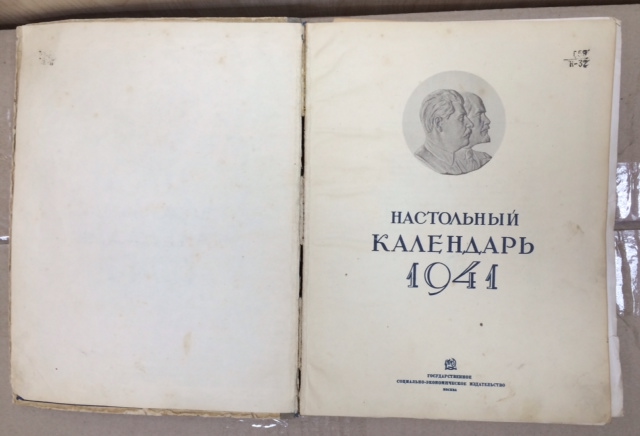 НАСТОЛЬНЫЙ
КАЛЕНДАРЬ
1941
ГОСУДАРСТВЕННОЕ
СОЦИАЛЬНО-ЭКОНОМИЧЕСКОЕ ИЗДАТЕЛЬСТВО
МОСКВА